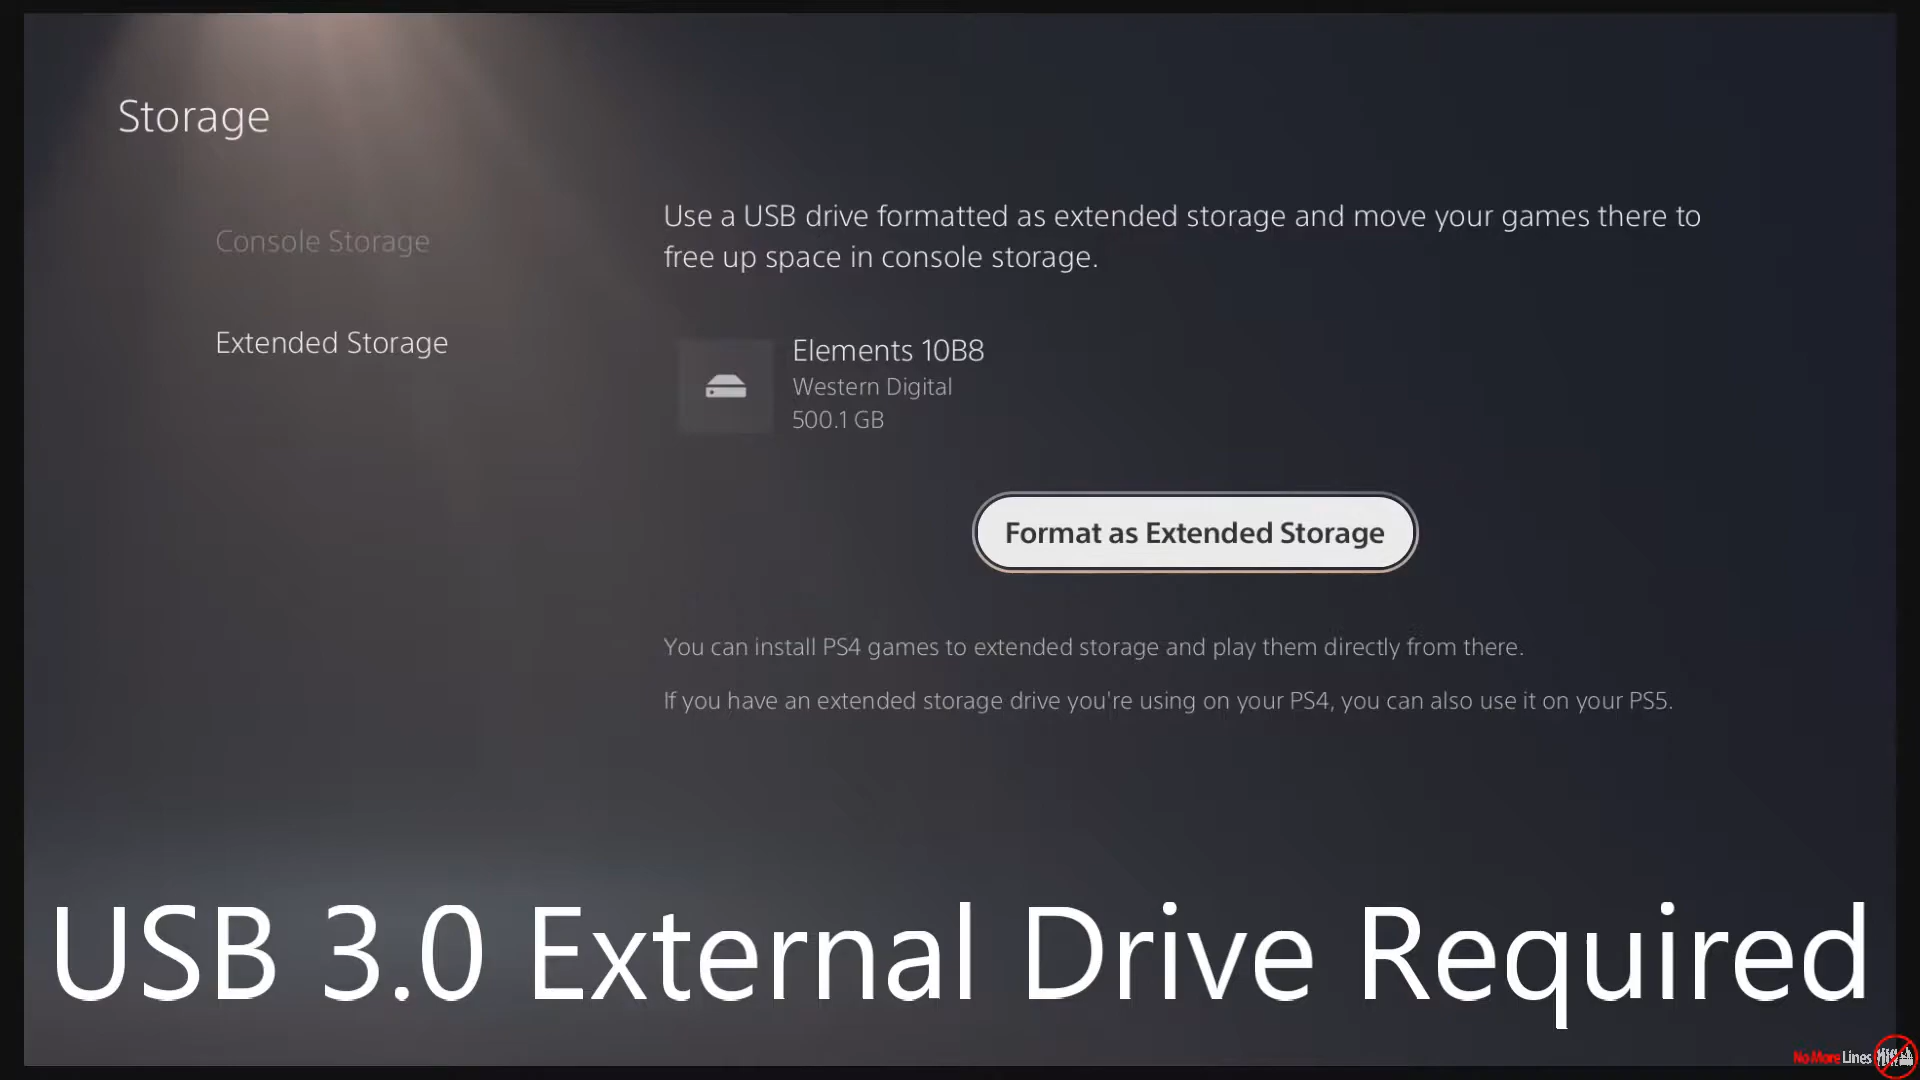 Storage
Console Storage
Extended Storage
Use a USB drive formatted as extended storage and move your games there to
free up space in console storage.
Elements 10B8
Western Digital
500.1 GB
Format as Extended Storage
You can install PS4 games to extended storage and play them directly from there.
If you have an extended storage drive you're using on your PS4, you can also use it on your PS5.
USB 3.0 External Drive Required
No More Lines